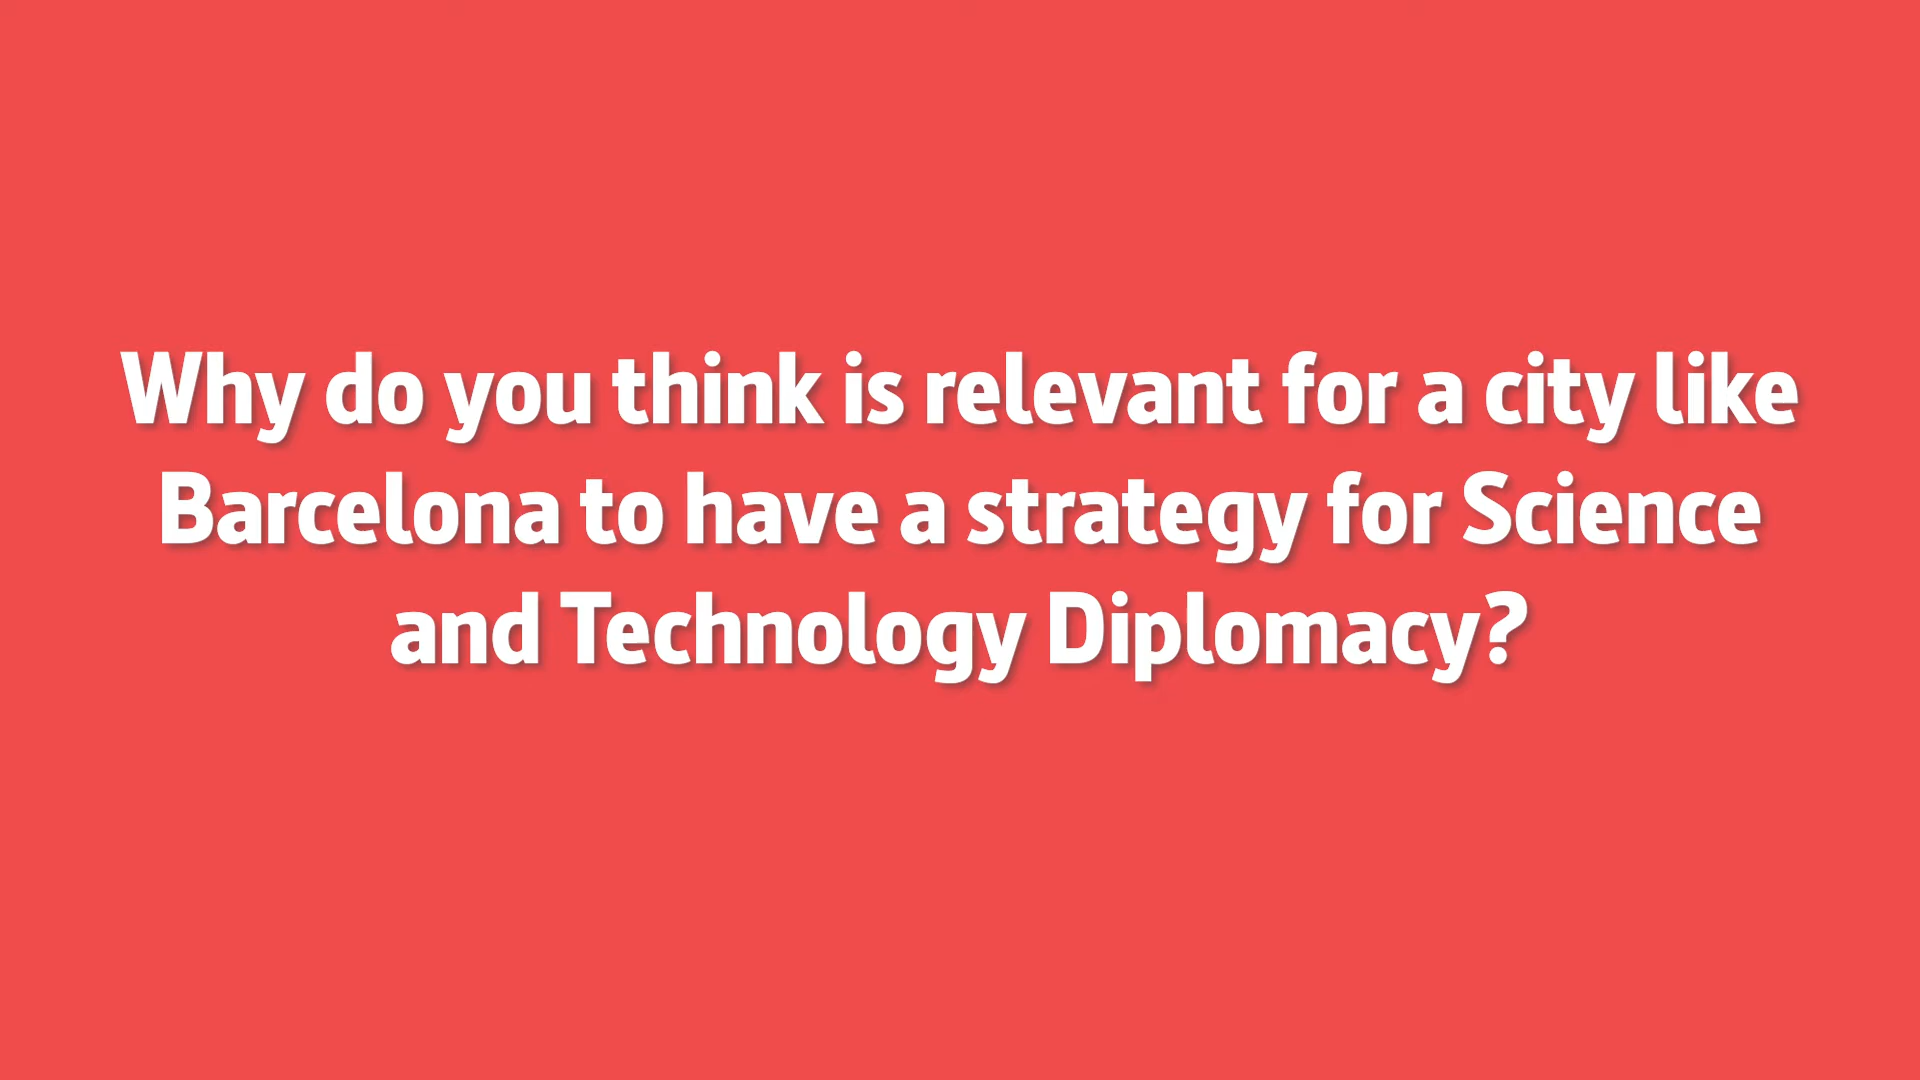 Why do you think is relevant for a city like
Barcelona to have a strategy for Science
and Technology Diplomacy?